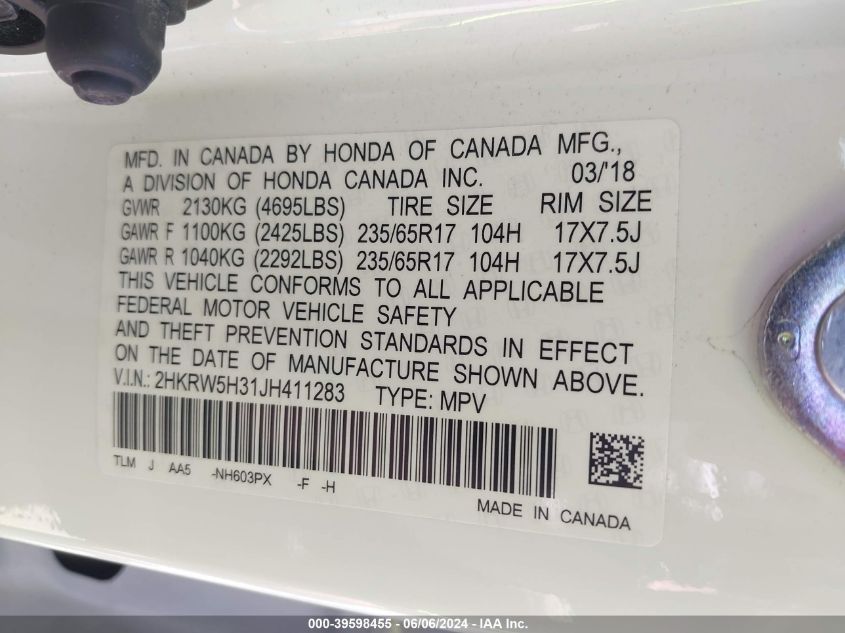 MFD. IN CANADA BY HONDA OF CANADA MFG.,
A DIVISION OF HONDA CANADA INC. 03/'18
GVWR 2130KG (4695LBS) TIRE SIZE RIM SIZE
GAWR F 1100KG (2425LBS) 235/65R17 104H 17X7.5J
GAWR R 1040KG (2292LBS) 235/65R17 104H 17X7.5J
THIS VEHICLE CONFORMS TO ALL APPLICABLE
FEDERAL MOTOR VEHICLE SAFETY
AND THEFT PREVENTION STANDARDS IN EFFECT
ON THE DATE OF MANUFACTURE SHOWN ABOVE.
V.I.N.: 2HKRW5H31JH411283 TYPE: MPV
TLM J AA5 -NH603PX -F -H
MADE IN CANADA
000-39598455 - 06/06/2024 - IAA Inc.